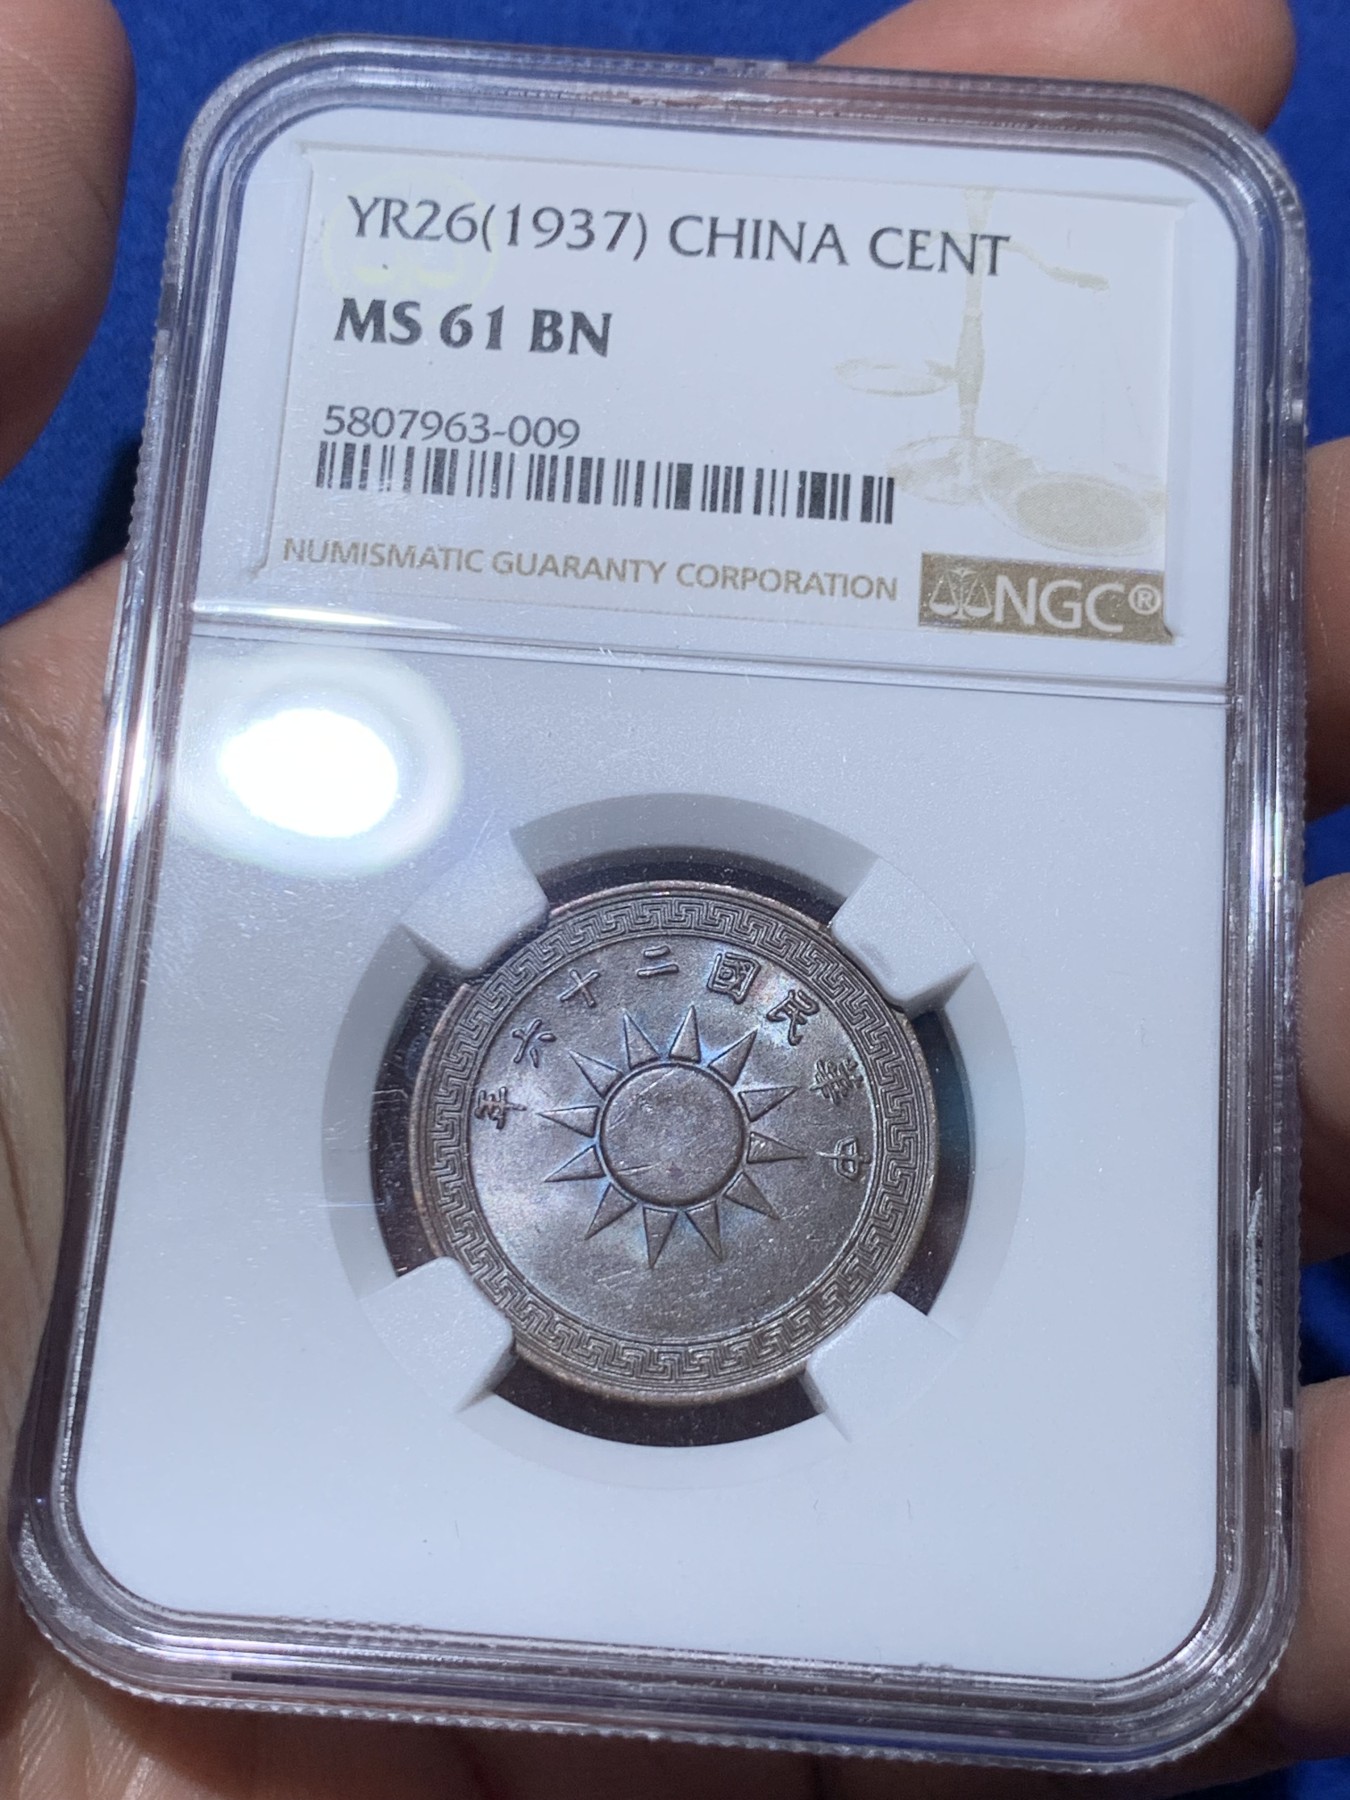 YR26(1937) CHINA CENT
MS 61 BN
5807963-009
NUMISMATIC GUARANTY CORPORATION
NGC®
中華民國二十六年